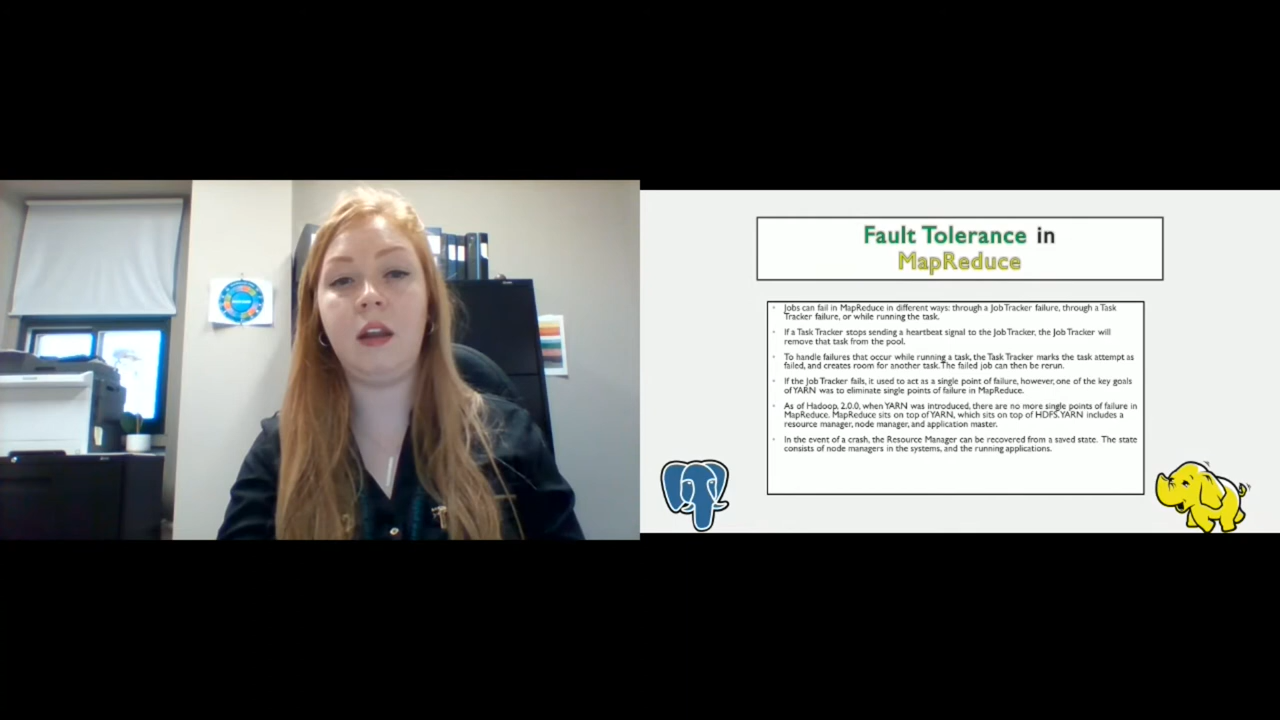 Fault Tolerance in
MapReduce
Jobs can fail in MapReduce in different ways: through a Job Tracker failure, through a Task
Tracker failure, or while running the task.
If a Task Tracker stops sending a heartbeat signal to the Job Tracker, the Job Tracker will
remove that task from the pool.
To handle failures that occur while running a task, the Task Tracker marks the task attempt as
failed, and creates room for another task. The failed job can then be rerun.
If the Job Tracker fails, it used to act as a single point of failure, however, one of the key goals
of YARN was to eliminate single points of failure in MapReduce.
As of Hadoop, 2.0.0, when YARN was introduced, there are no more single points of failure in
MapReduce. MapReduce sits on top of YARN, which sits on top of HDFS. YARN includes a
resource manager, node manager, and application master.
In the event of a crash, the Resource Manager can be recovered from a saved state. The state
consists of node managers in the systems, and the running applications.